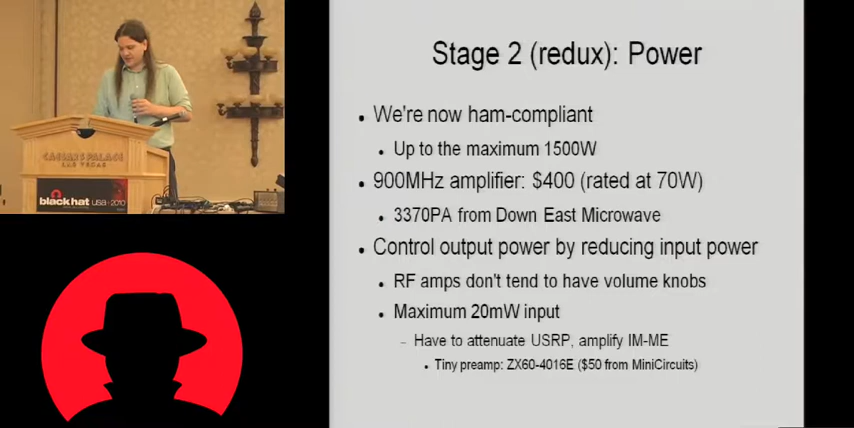 Stage 2 (redux): Power
We're now ham-compliant
Up to the maximum 1500W
900MHz amplifier: $400 (rated at 70W)
3370PA from Down East Microwave
Control output power by reducing input power
RF amps don't tend to have volume knobs
Maximum 20mW input
– Have to attenuate USRP, amplify IM-ME
Tiny preamp: ZX60-4016E ($50 from MiniCircuits)
CAESARS PALACE
LAS VEGAS
black hat usa 2010